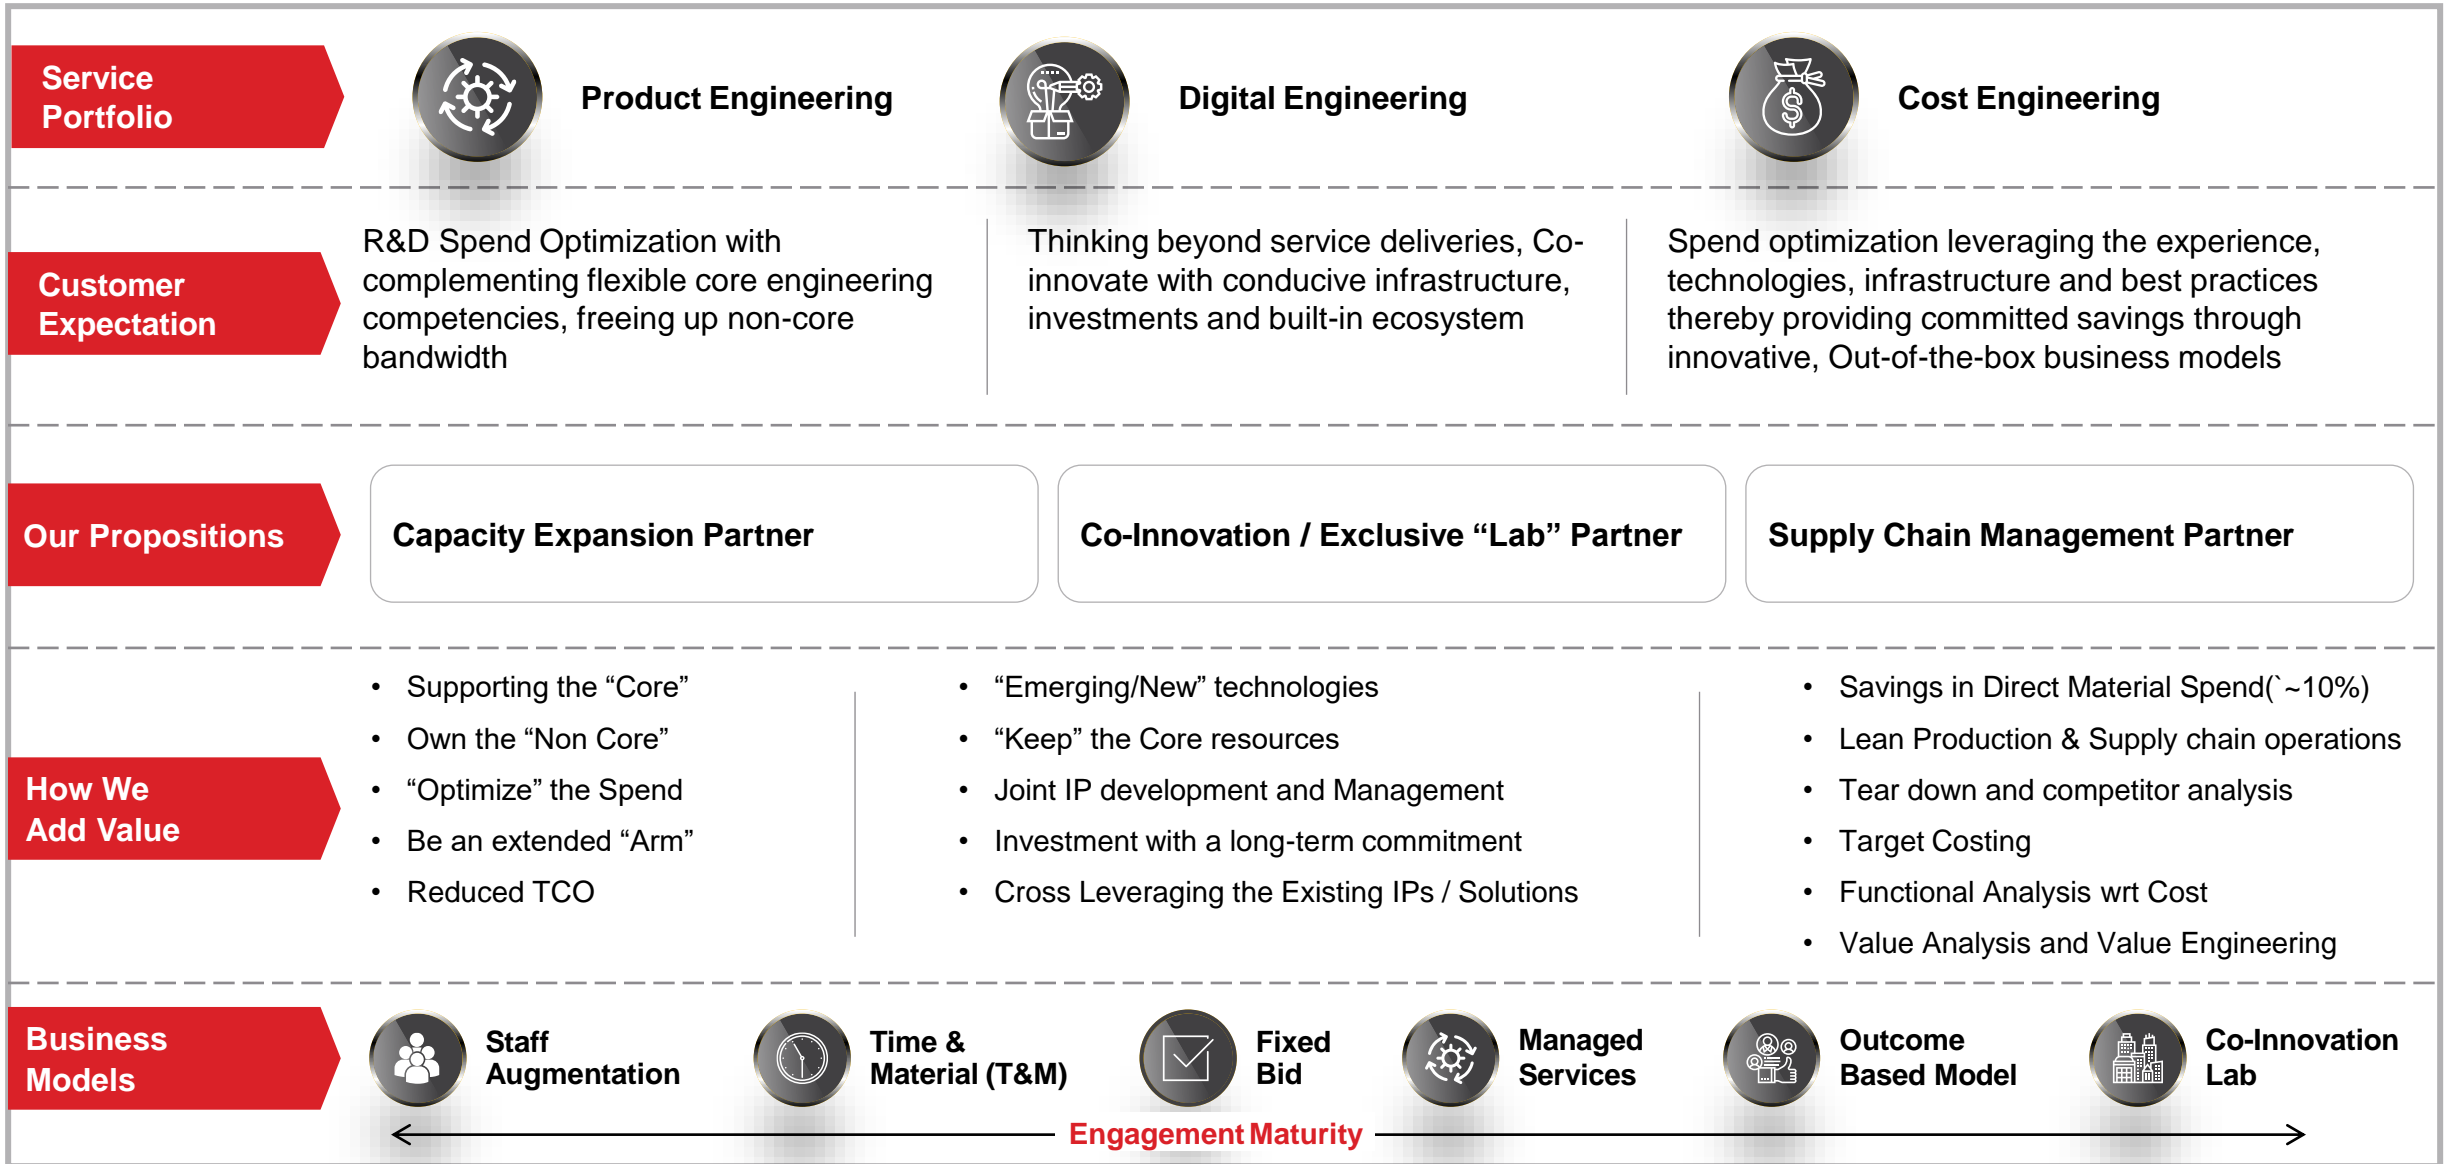 Service
Portfolio
Product Engineering
Digital Engineering
Cost Engineering
Customer
Expectation
R&D Spend Optimization with
complementing flexible core engineering
competencies, freeing up non-core
bandwidth
Thinking beyond service deliveries, Co-
innovate with conducive infrastructure,
investments and built-in ecosystem
Spend optimization leveraging the experience,
technologies, infrastructure and best practices
thereby providing committed savings through
innovative, Out-of-the-box business models
Our Propositions
Capacity Expansion Partner
Co-Innovation / Exclusive “Lab” Partner
Supply Chain Management Partner
How We
Add Value
• Supporting the “Core”
• Own the “Non Core”
• “Optimize” the Spend
• Be an extended “Arm”
• Reduced TCO
• “Emerging/New” technologies
• “Keep” the Core resources
• Joint IP development and Management
• Investment with a long-term commitment
• Cross Leveraging the Existing IPs / Solutions
• Savings in Direct Material Spend(`~10%)
• Lean Production & Supply chain operations
• Tear down and competitor analysis
• Target Costing
• Functional Analysis wrt Cost
• Value Analysis and Value Engineering
Business
Models
Staff
Augmentation
Time &
Material (T&M)
Fixed
Bid
Managed
Services
Outcome
Based Model
Co-Innovation
Lab
Engagement Maturity